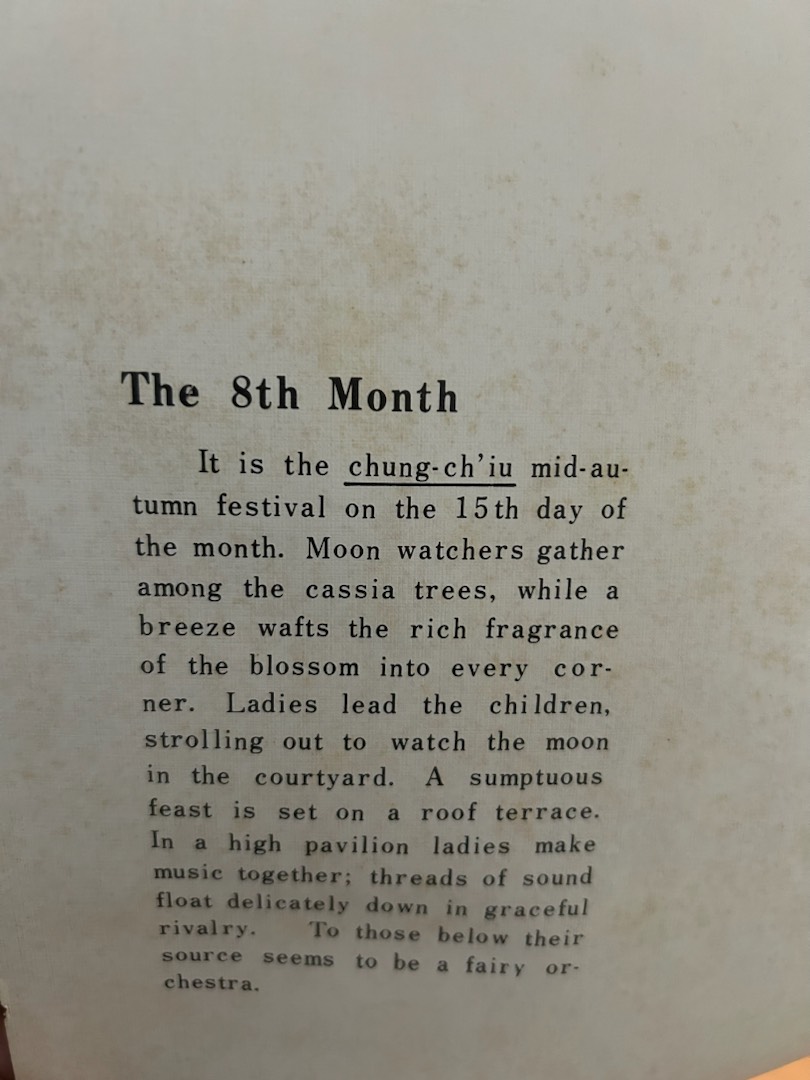 The 8th Month
It is the chung-ch'iu mid-au-
tumn festival on the 15th day of
the month. Moon watchers gather
among the cassia trees, while a
breeze wafts the rich fragrance
of the blossom into every cor-
ner. Ladies lead the children,
strolling out to watch the moon
in the courtyard. A sumptuous
feast is set on a roof terrace.
In a high pavilion ladies make
music together; threads of sound
float delicately down in graceful
rivalry. To those below their
source seems to be a fairy or-
chestra.